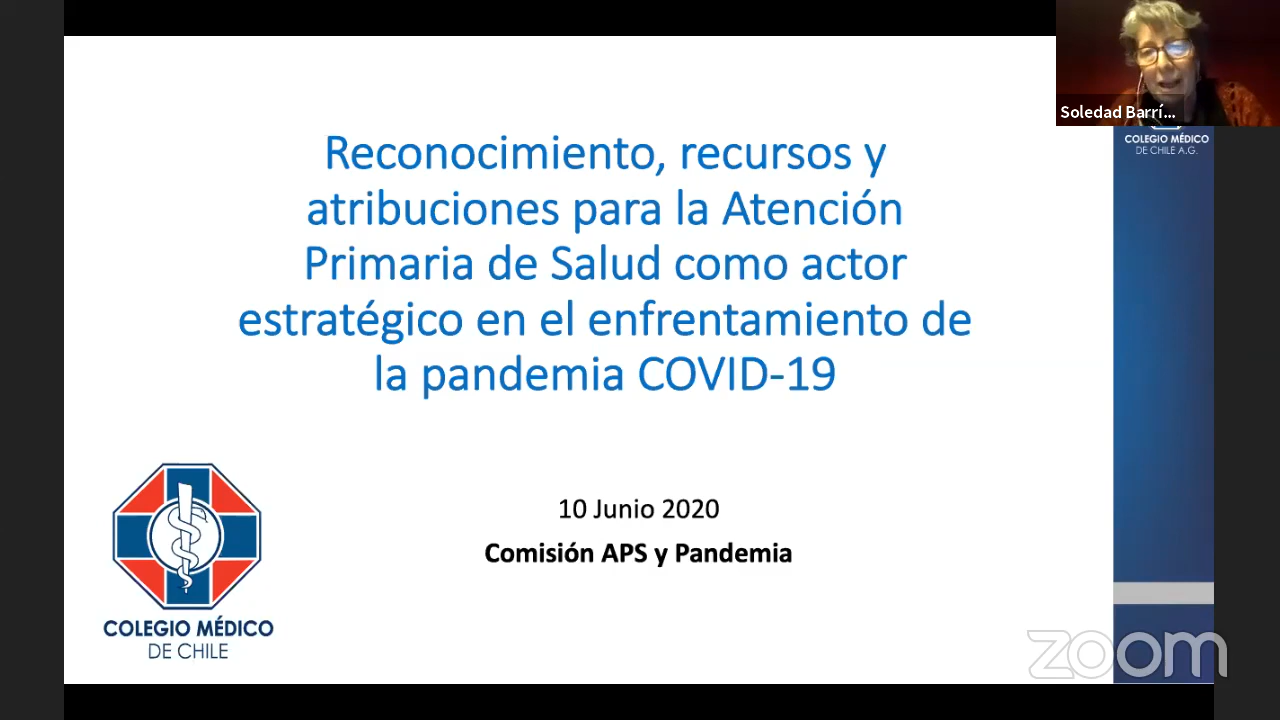 Soledad Barrí...
COLEGIO MÉDICO
DE CHILE A.G.
Reconocimiento, recursos y
atribuciones para la Atención
Primaria de Salud como actor
estratégico en el enfrentamiento de
la pandemia COVID-19
10 Junio 2020
Comisión APS y Pandemia
COLEGIO MÉDICO
DE CHILE
zoom